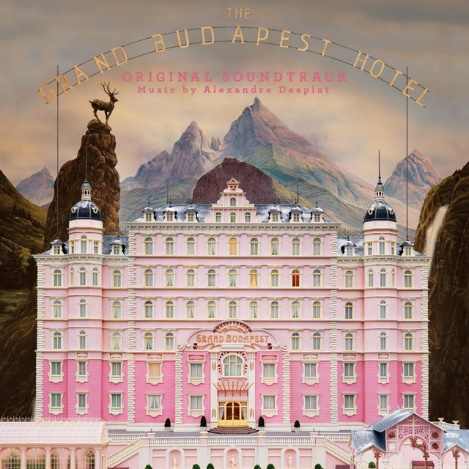 THE
GRAND BUDAPEST HOTEL
ORIGINAL SOUNDTRACK
Music by Alexandre Desplat
GRAND BUDAPEST